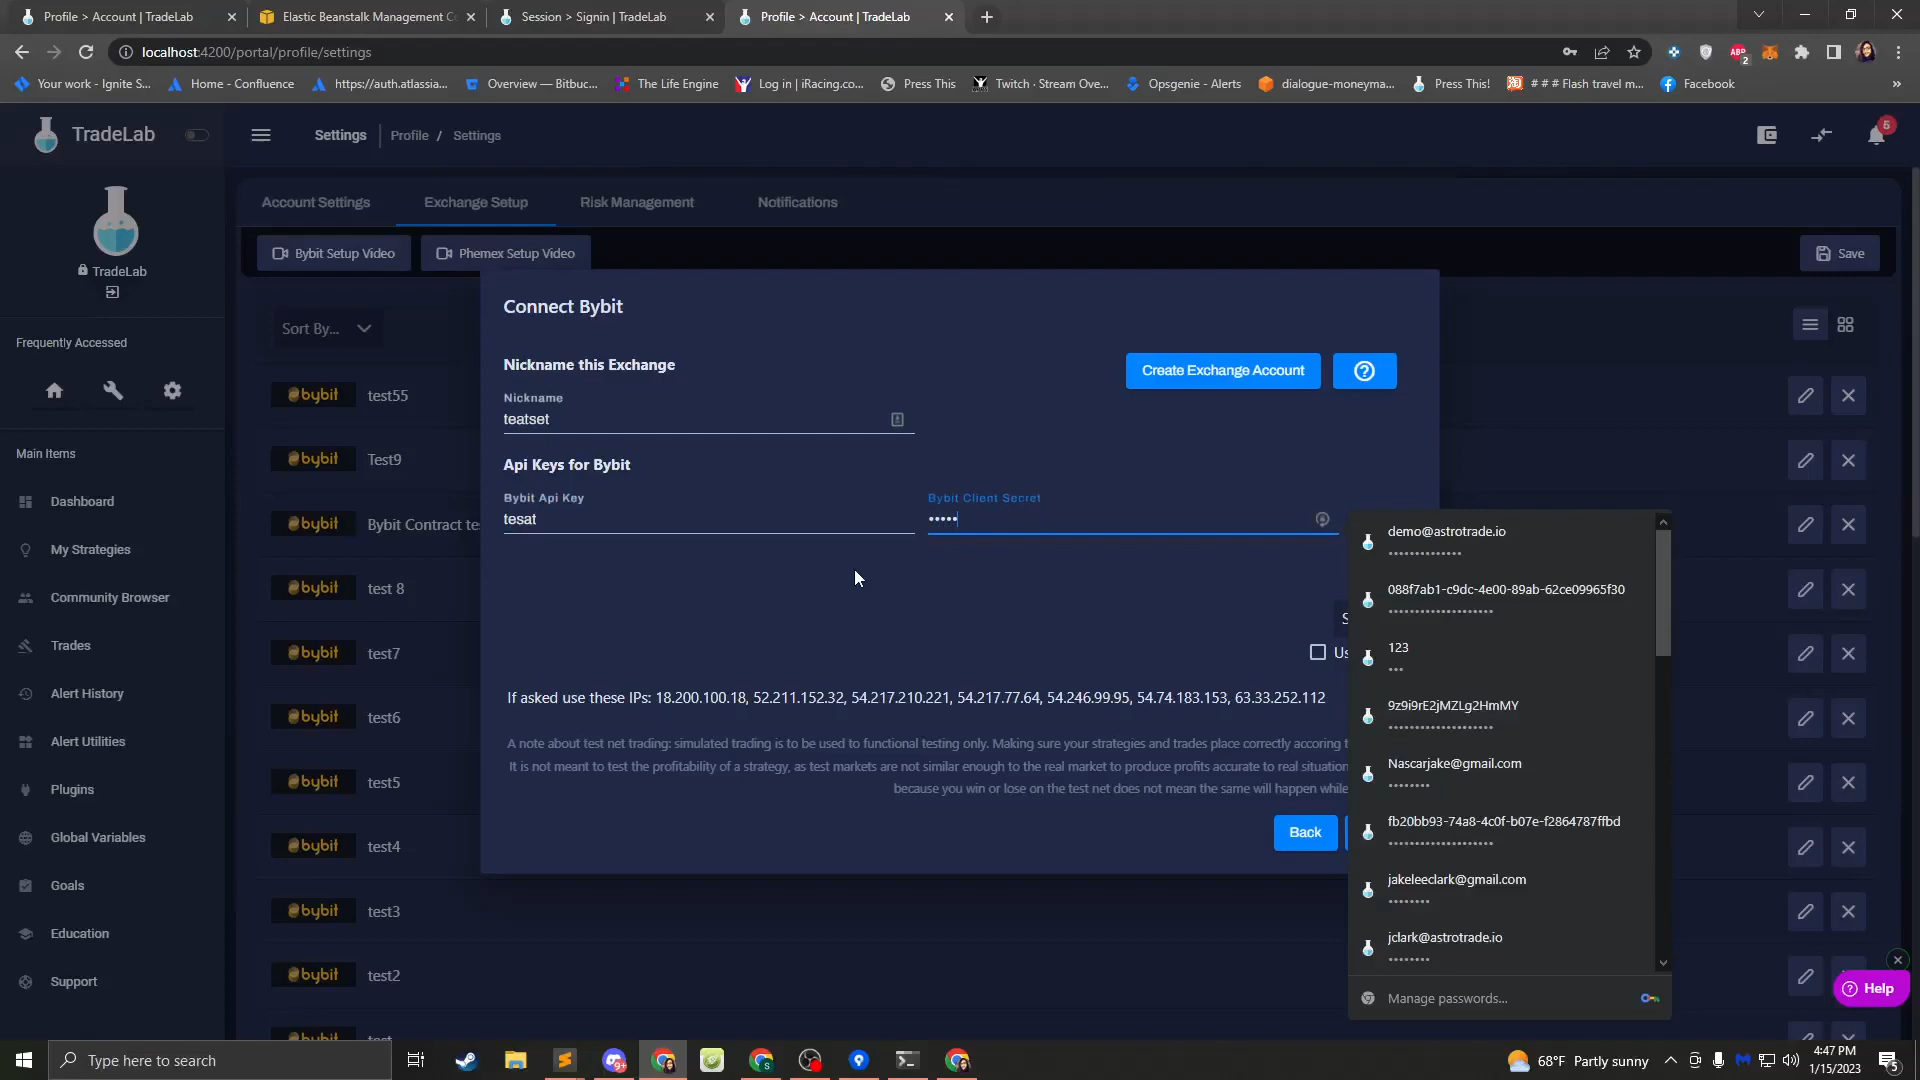 Profile > Account | TradeLab
Elastic Beanstalk Management Co
Session > Signin | TradeLab
Profile > Account | TradeLab
localhost:4200/portal/profile/settings
2
Your work - Ignite S...
Home - Confluence
https://auth.atlassia...
Overview — Bitbuc...
The Life Engine
Log in | iRacing.co...
Press This
Twitch · Stream Ove...
Opsgenie - Alerts
dialogue-moneyma...
Press This!
# # # Flash travel m...
Facebook
»
TradeLab
Settings
Profile / Settings
5
Account Settings
Exchange Setup
Risk Management
Notifications
Bybit Setup Video
Phemex Setup Video
Save
TradeLab
Connect Bybit
Sort By...
Frequently Accessed
Nickname this Exchange
Create Exchange Account
Nickname
teatset
bybit test55
Main Items
Api Keys for Bybit
bybit Test9
Bybit Api Key
Bybit Client Secret
tesat
•••••
bybit Bybit Contract te
Dashboard
My Strategies
bybit test 8
Community Browser
Trades
bybit test7
Us
Alert History
If asked use these IPs: 18.200.100.18, 52.211.152.32, 54.217.210.221, 54.217.77.64, 54.246.99.95, 54.74.183.153, 63.33.252.112
bybit test6
Alert Utilities
A note about test net trading: simulated trading is to be used to functional testing only. Making sure your strategies and trades place correctly accoring t
It is not meant to test the profitability of a strategy, as test markets are not similar enough to the real market to produce profits accurate to real situation
because you win or lose on the test net does not mean the same will happen while
bybit test5
Plugins
Global Variables
Back
bybit test4
Goals
bybit test3
Education
bybit test2
Support
demo@astrotrade.io
••••••••••••••
088f7ab1-c9dc-4e00-89ab-62ce09965f30
••••••••••••••••••••
123
•••
9z9i9rE2jMZLg2HmMY
••••••••••••••••••••
Nascarjake@gmail.com
••••••••
fb20bb93-74a8-4c0f-b07e-f2864787ffbd
••••••••••••••••••••
jakeleeclark@gmail.com
••••••••
jclark@astrotrade.io
••••••••
Manage passwords...
Help
Type here to search
9+
68°F Partly sunny
4:47 PM
1/15/2023
5